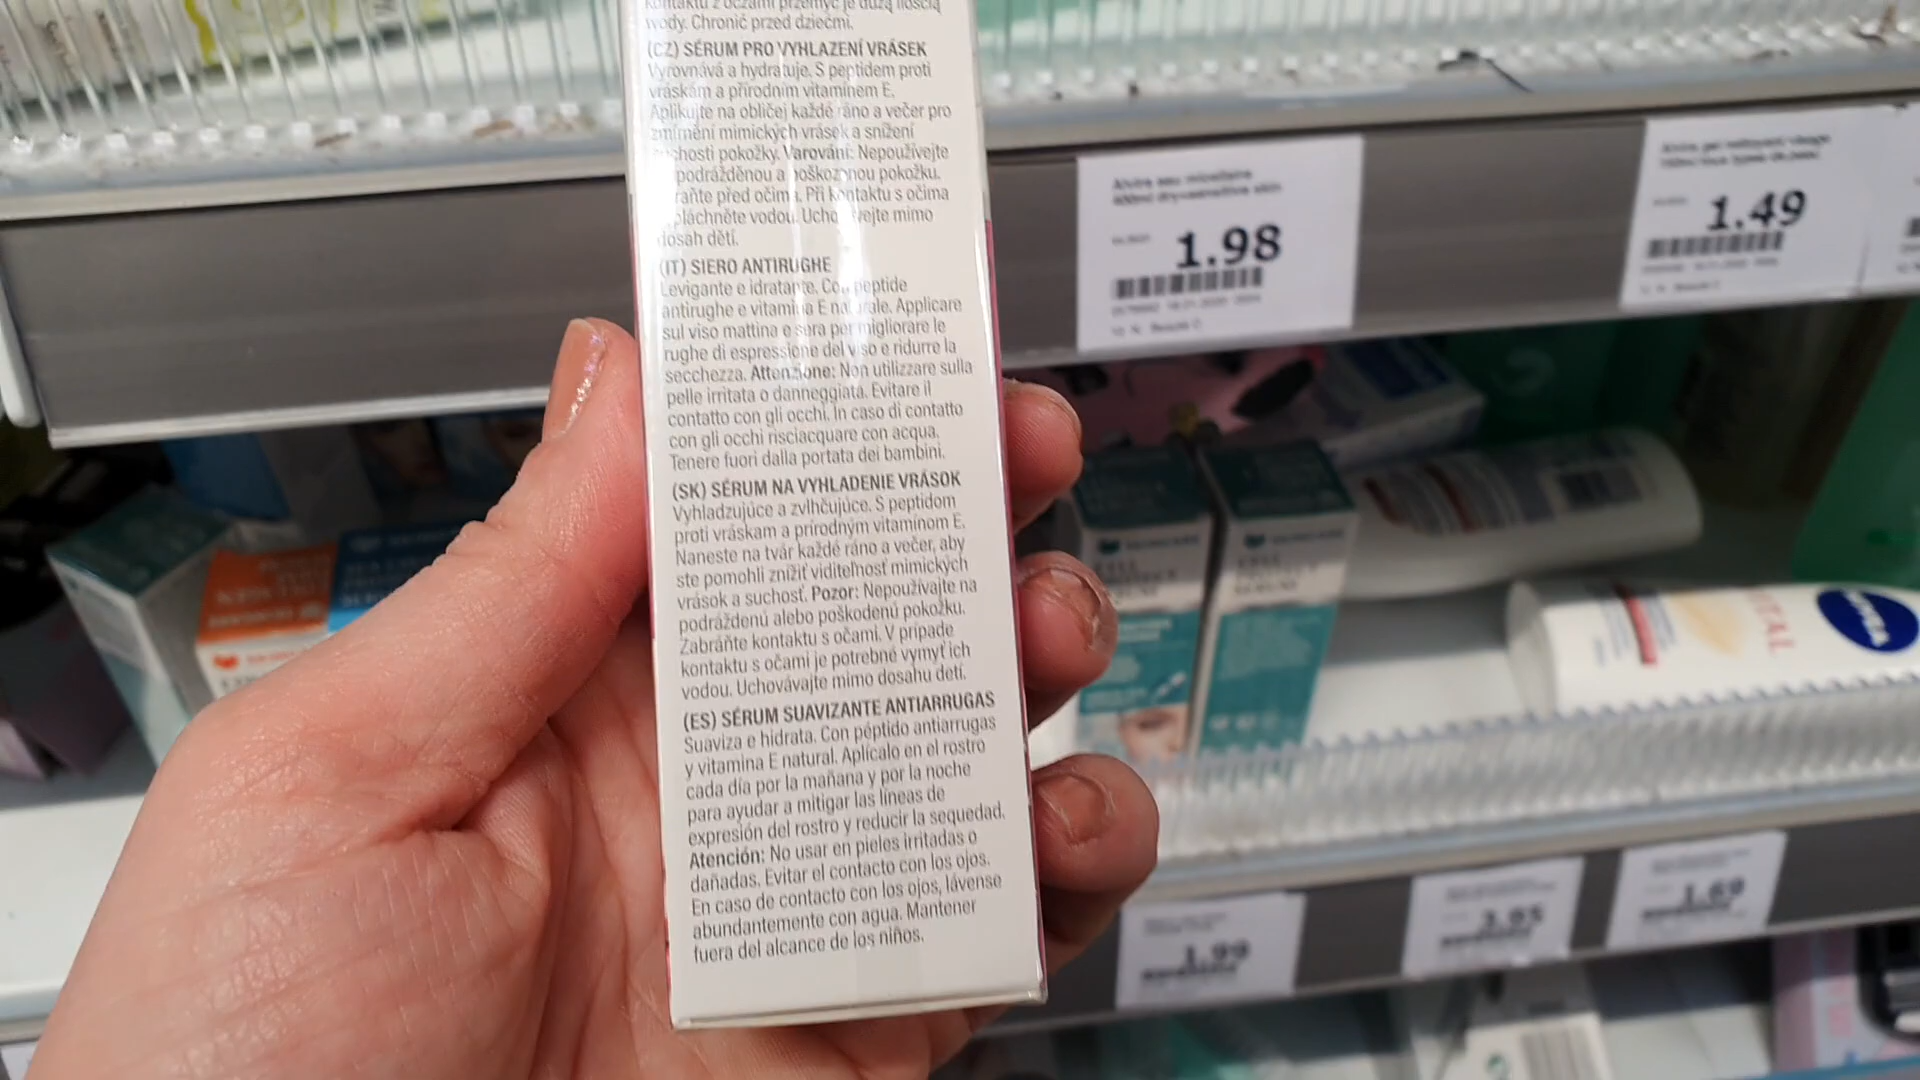 kontaktu z oczami przemyć je dużą ilością
wody. Chronić przed dziećmi.
(CZ) SÉRUM PRO VYHLAZENÍ VRÁSEK
Vyrovnává a hydratuje. S peptidem proti
vráskám a přírodním vitaminem E.
Aplikujte na obličej každé ráno a večer pro
zmírnění mimických vrásek a snížení
suchosti pokožky. Varování: Nepoužívejte
podrážděnou a poškozenou pokožku.
raňte před očima. Při kontaktu s očima
pláchněte vodou. Uchovávejte mimo
dosah dětí.
(IT) SIERO ANTIRUGHE
Levigante e idratante. Con peptide
antirughe e vitamina E naturale. Applicare
sul viso mattina e sera per migliorare le
rughe di espressione del viso e ridurre la
secchezza. Attenzione: Non utilizzare sulla
pelle irritata o danneggiata. Evitare il
contatto con gli occhi. In caso di contatto
con gli occhi risciacquare con acqua.
Tenere fuori dalla portata dei bambini.
(SK) SÉRUM NA VYHLADENIE VRÁSOK
Vyhladzujúce a zvlhčujúce. S peptidom
proti vráskam a prírodným vitamínom E.
Naneste na tvár každé ráno a večer, aby
ste pomohli znížiť viditeľnosť mimických
vrások a suchosť. Pozor: Nepoužívajte na
podráždenú alebo poškodenú pokožku.
Zabráňte kontaktu s očami. V prípade
kontaktu s očami je potrebné vymyť ich
vodou. Uchovávajte mimo dosahu detí.
(ES) SÉRUM SUAVIZANTE ANTIARRUGAS
Suaviza e hidrata. Con péptido antiarrugas
y vitamina E natural. Aplícalo en el rostro
cada día por la mañana y por la noche
para ayudar a mitigar las líneas de
expresión del rostro y reducir la sequedad.
Atención: No usar en pieles irritadas o
dañadas. Evitar el contacto con los ojos.
En caso de contacto con los ojos, lávense
abundantemente con agua. Mantener
fuera del alcance de los niños.
1.98
1.49
NIVEA
VITAL
1.99
3.95
1.69